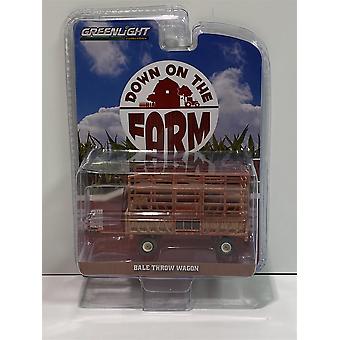 GREENLIGHT
DOWN ON THE
FARM
BALE THROW WAGON